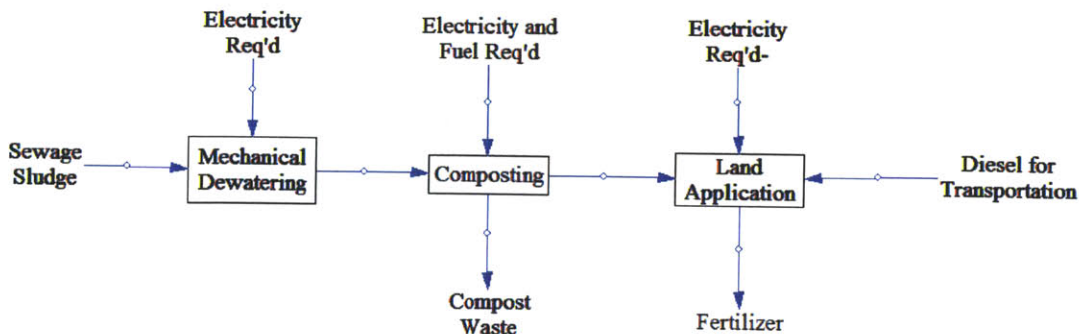 Electricity
Req'd
Electricity and
Fuel Req'd
Electricity
Req'd-
Sewage
Sludge
Mechanical
Dewatering
Composting
Land
Application
Diesel for
Transportation
Compost
Waste
Fertilizer